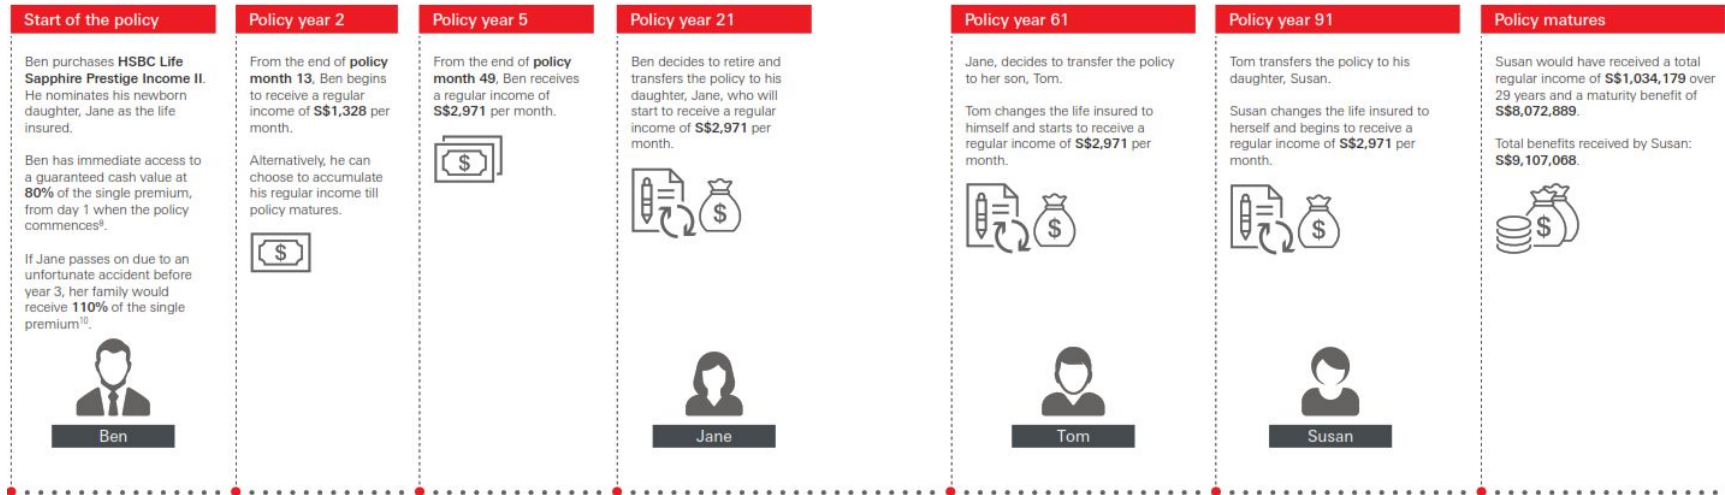 Start of the policy
Ben purchases HSBC Life
Sapphire Prestige Income II.
He nominates his newborn
daughter, Jane as the life
insured.
Ben has immediate access to
a guaranteed cash value at
80% of the single premium,
from day 1 when the policy
commences⁹.
If Jane passes on due to an
unfortunate accident before
year 3, her family would
receive 110% of the single
premium¹⁰.
Ben
Policy year 2
From the end of policy
month 13, Ben begins
to receive a regular
income of S$1,328 per
month.
Alternatively, he can
choose to accumulate
his regular income till
policy matures.
$
Policy year 5
From the end of policy
month 49, Ben receives
a regular income of
S$2,971 per month.
$
Policy year 21
Ben decides to retire and
transfers the policy to his
daughter, Jane, who will
start to receive a regular
income of S$2,971 per
month.
$
Jane
Policy year 61
Jane, decides to transfer the policy
to her son, Tom.
Tom changes the life insured to
himself and starts to receive a
regular income of S$2,971 per
month.
$
Tom
Policy year 91
Tom transfers the policy to his
daughter, Susan.
Susan changes the life insured to
herself and begins to receive a
regular income of S$2,971 per
month.
$
Susan
Policy matures
Susan would have received a total
regular income of S$1,034,179 over
29 years and a maturity benefit of
S$8,072,889.
Total benefits received by Susan:
S$9,107,068.
$